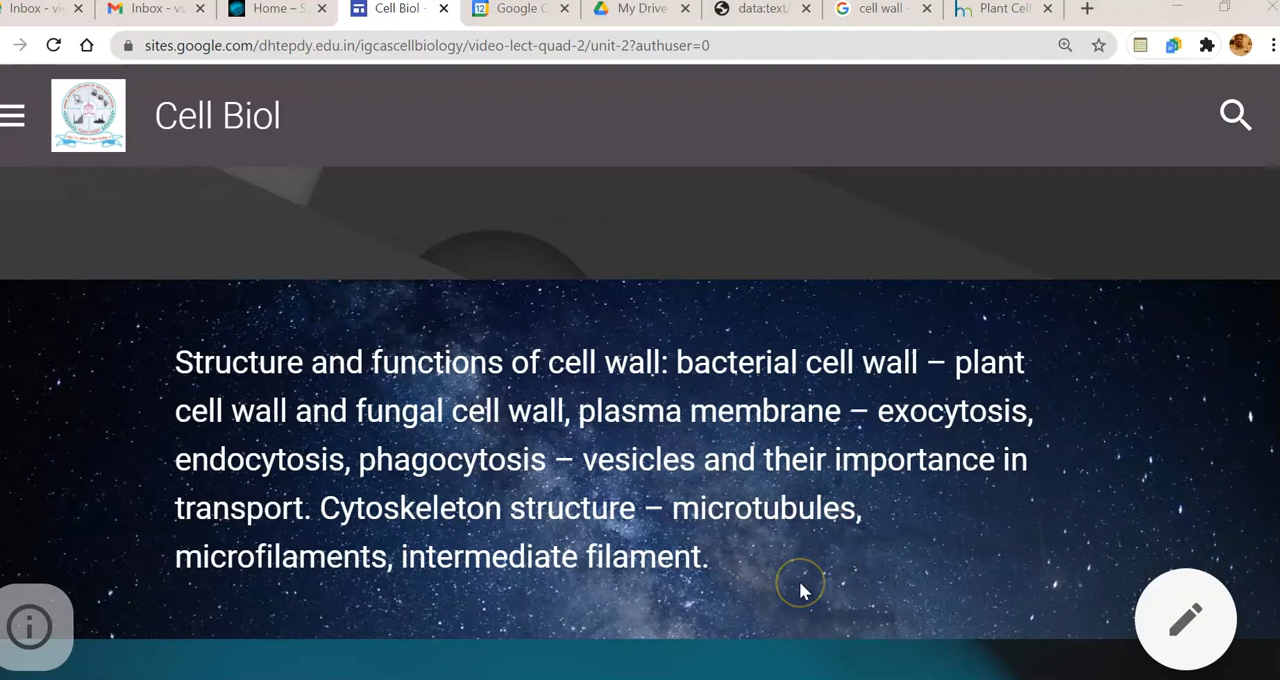 Inbox - vig
Inbox - vs
Home – S
Cell Biol -
Google C
My Drive
data:text/
cell wall -
Plant Cell
sites.google.com/dhtepdy.edu.in/igcascellbiology/video-lect-quad-2/unit-2?authuser=0
Cell Biol
Structure and functions of cell wall: bacterial cell wall – plant
cell wall and fungal cell wall, plasma membrane – exocytosis,
endocytosis, phagocytosis – vesicles and their importance in
transport. Cytoskeleton structure – microtubules,
microfilaments, intermediate filament.